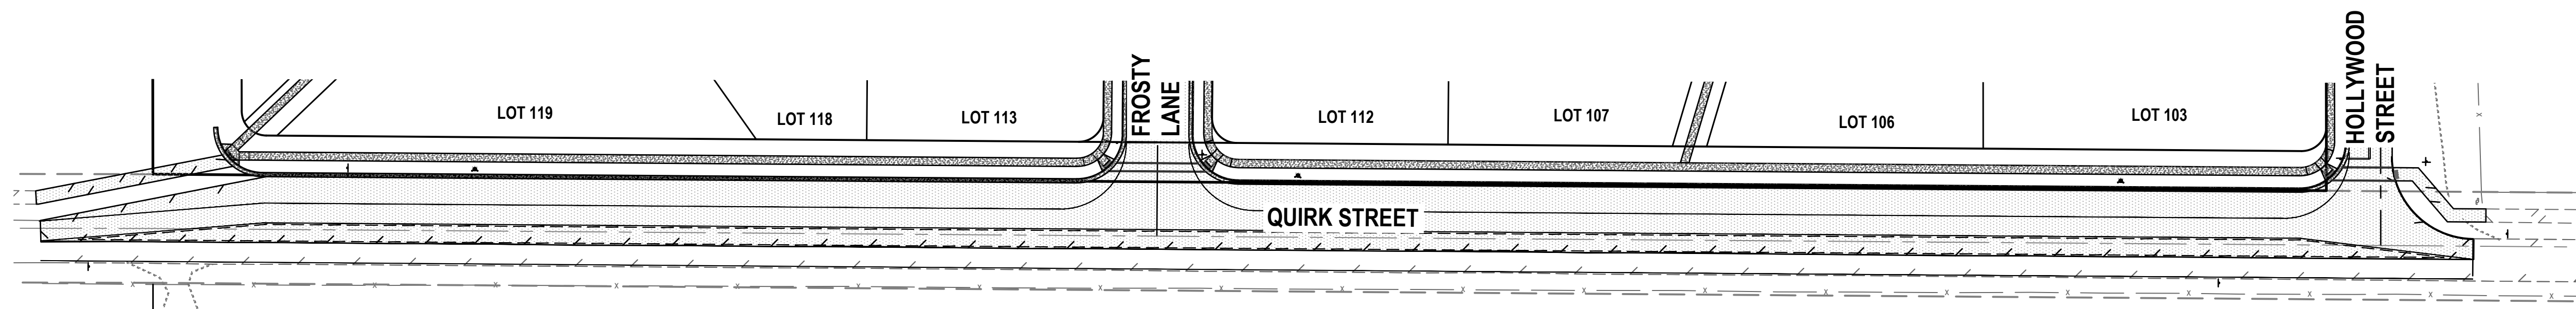 LOT 119
LOT 118
LOT 113
FROSTY
LANE
LOT 112
LOT 107
LOT 106
LOT 103
HOLLYWOOD
STREET
QUIRK STREET